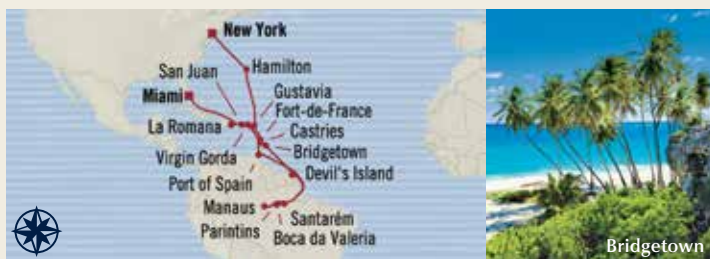 New York
San Juan
Hamilton
Miami
Gustavia
Fort-de-France
La Romana
Castries
Virgin Gorda
Bridgetown
Port of Spain
Devil's Island
Manaus
Santarém
Parintins
Boca da Valeria
Bridgetown